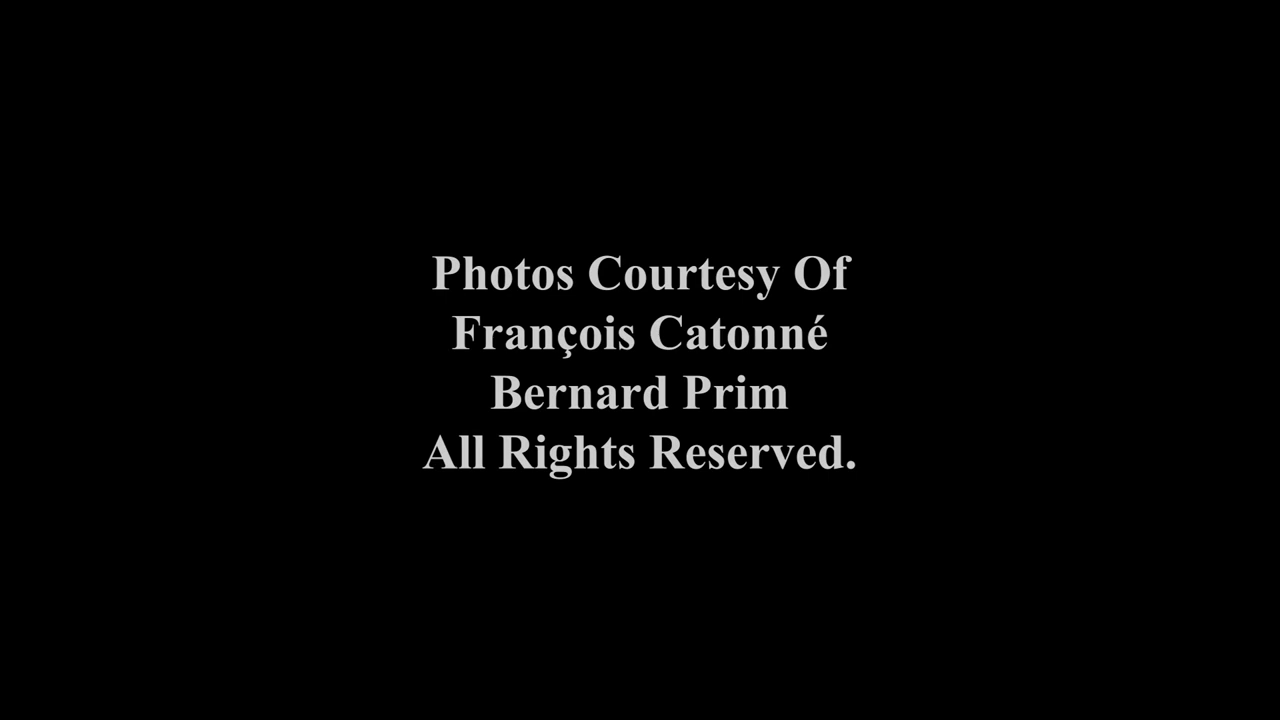 Photos Courtesy Of
François Catonné
Bernard Prim
All Rights Reserved.